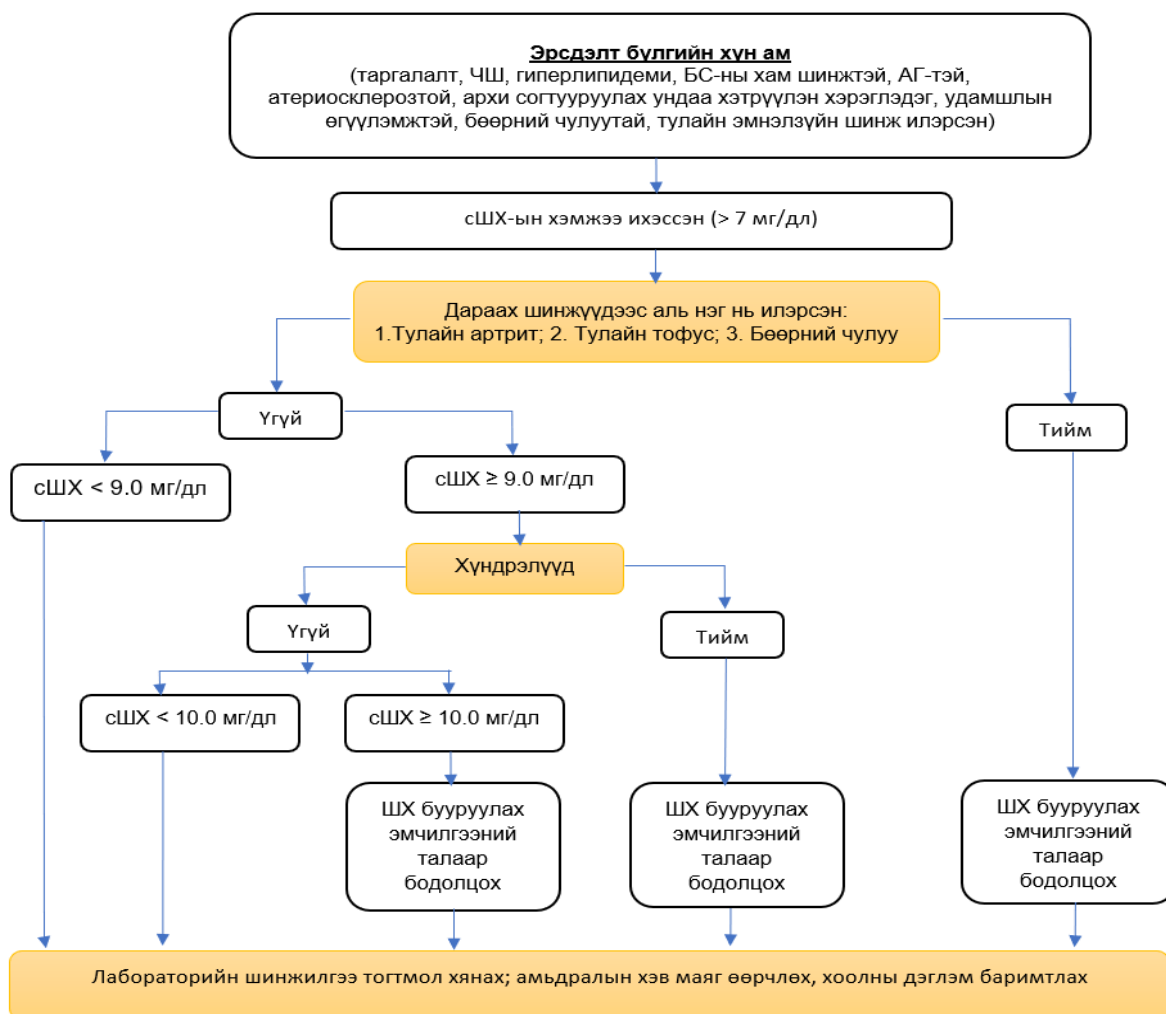 Эрсдэлт бүлгийн хүн ам
(таргалалт, ЧШ, гиперлипидеми, БС-ны хам шинжтэй, АГ-тэй,
атериосклерозтой, архи согтууруулах ундаа хэтрүүлэн хэрэглэдэг, удамшлын
өгүүлэмжтэй, бөөрний чулуутай, тулайн эмнэлзүйн шинж илэрсэн)
сШХ-ын хэмжээ ихэссэн (> 7 мг/дл)
Дараах шинжүүдээс аль нэг нь илэрсэн:
1.Тулайн артрит; 2. Тулайн тофус; 3. Бөөрний чулуу
Үгүй
Тийм
сШХ < 9.0 мг/дл
сШХ ≥ 9.0 мг/дл
Хүндрэлүүд
Үгүй
Тийм
сШХ < 10.0 мг/дл
сШХ ≥ 10.0 мг/дл
ШХ бууруулах
эмчилгээний
талаар
бодолцох
ШХ бууруулах
эмчилгээний
талаар
бодолцох
ШХ бууруулах
эмчилгээний
талаар
бодолцох
Лабораторийн шинжилгээ тогтмол хянах; амьдралын хэв маяг өөрчлөх, хоолны дэглэм баримтлах